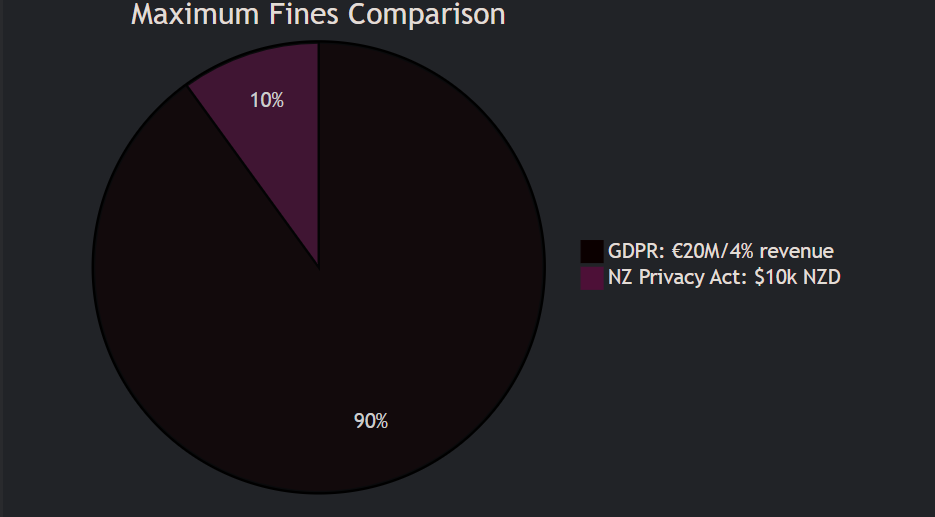 Maximum Fines Comparison
10%
90%
GDPR: €20M/4% revenue
NZ Privacy Act: $10k NZD